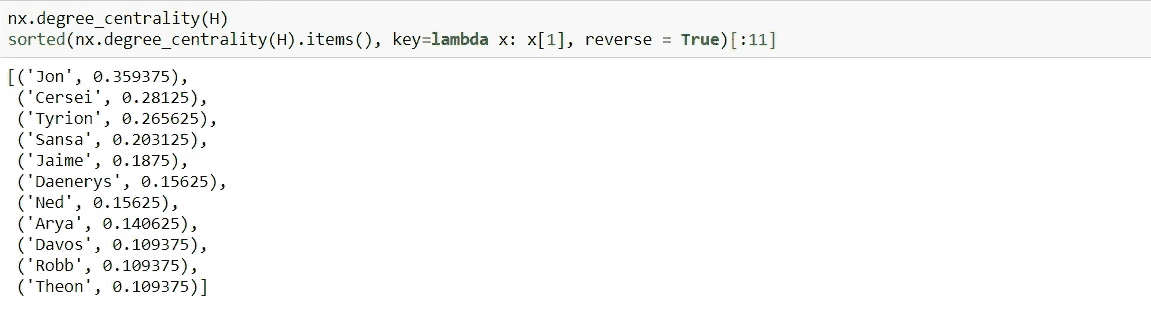 nx.degree_centrality(H)
sorted(nx.degree_centrality(H).items(), key=lambda x: x[1], reverse = True)[:11]
[('Jon', 0.359375),
('Cersei', 0.28125),
('Tyrion', 0.265625),
('Sansa', 0.203125),
('Jaime', 0.1875),
('Daenerys', 0.15625),
('Ned', 0.15625),
('Arya', 0.140625),
('Davos', 0.109375),
('Robb', 0.109375),
('Theon', 0.109375)]